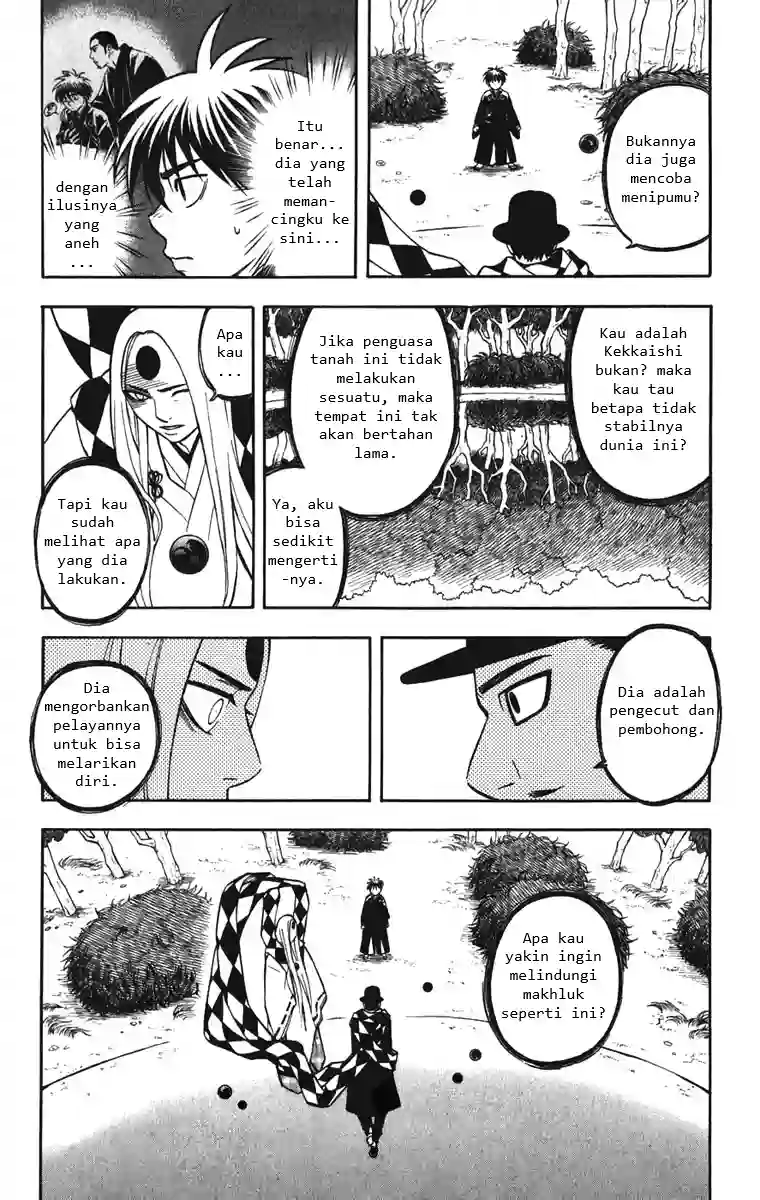 Bukannya
dia juga
mencoba
menipumu?
Itu
benar...
dia yang
telah
meman-
cingku ke
sini...
dengan
ilusinya
yang
aneh
...
Kau adalah
Kekkaishi
bukan? maka
kau tau
betapa tidak
stabilnya
dunia ini?
Jika penguasa
tanah ini tidak
melakukan
sesuatu, maka
tempat ini tak
akan bertahan
lama.
Ya, aku
bisa
sedikit
mengerti
-nya.
Apa
kau
...
Tapi kau
sudah
melihat apa
yang dia
lakukan.
Dia adalah
pengecut dan
pembohong.
Dia
mengorbankan
pelayannya
untuk bisa
melarikan
diri.
Apa kau
yakin ingin
melindungi
makhluk
seperti ini?